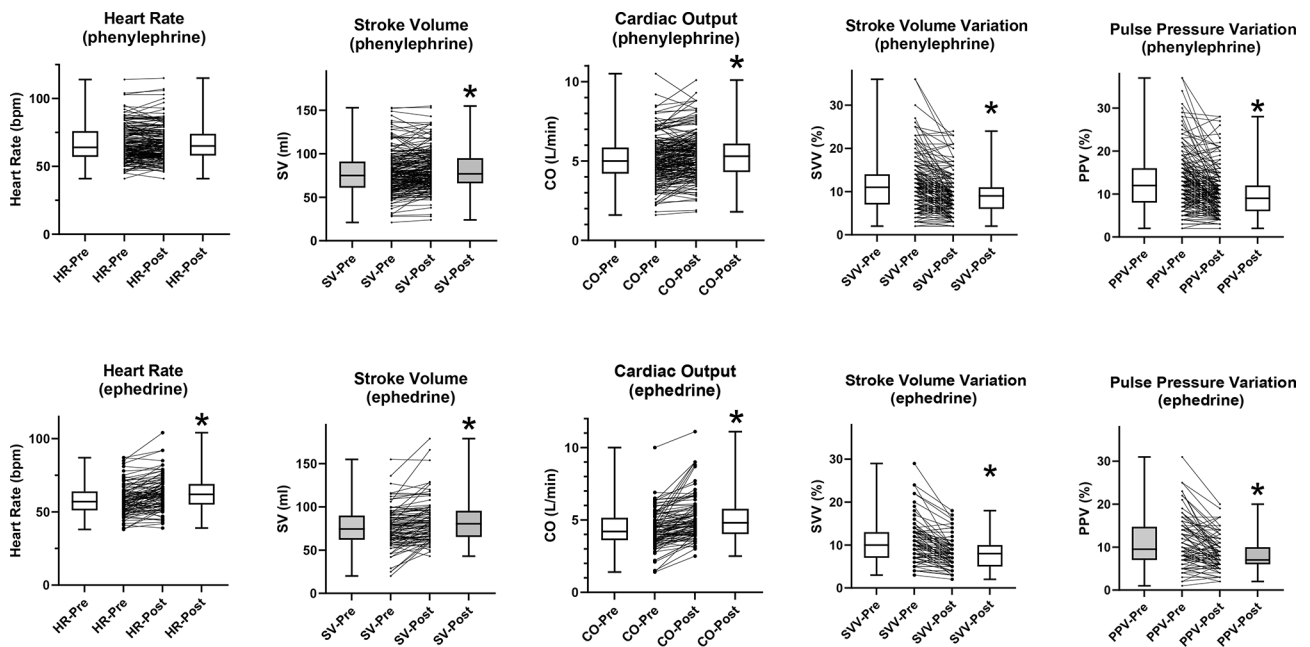 Heart Rate
(phenylephrine)
Heart Rate (bpm)
100
50
0
HR-Pre
HR-Pre
HR-Post
HR-Post
Stroke Volume
(phenylephrine)
SV (ml)
150
100
50
0
*
SV-Pre
SV-Pre
SV-Post
SV-Post
Cardiac Output
(phenylephrine)
CO (L/min)
10
5
0
*
CO-Pre
CO-Pre
CO-Post
CO-Post
Stroke Volume Variation
(phenylephrine)
SVV (%)
30
20
10
0
*
SVV-Pre
SVV-Pre
SVV-Post
SVV-Post
Pulse Pressure Variation
(phenylephrine)
PPV (%)
30
20
10
0
*
PPV-Pre
PPV-Pre
PPV-Post
PPV-Post
Heart Rate
(ephedrine)
Heart Rate (bpm)
100
50
0
*
HR-Pre
HR-Pre
HR-Post
HR-Post
Stroke Volume
(ephedrine)
SV (ml)
150
100
50
0
*
SV-Pre
SV-Pre
SV-Post
SV-Post
Cardiac Output
(ephedrine)
CO (L/min)
10
5
0
*
CO-Pre
CO-Pre
CO-Post
CO-Post
Stroke Volume Variation
(ephedrine)
SVV (%)
30
20
10
0
*
SVV-Pre
SVV-Pre
SVV-Post
SVV-Post
Pulse Pressure Variation
(ephedrine)
PPV (%)
30
20
10
0
*
PPV-Pre
PPV-Pre
PPV-Post
PPV-Post